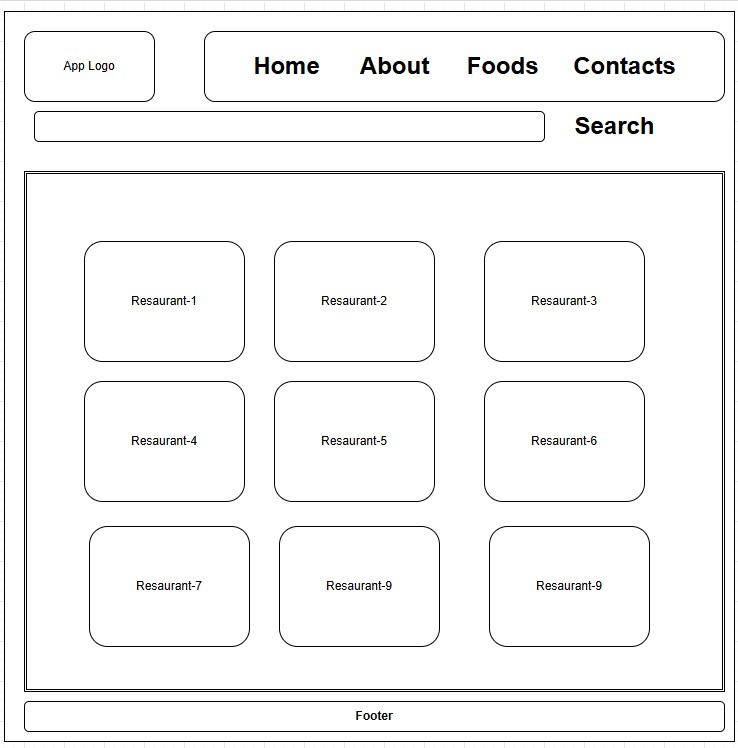 App Logo
Home About Foods Contacts
Search
Resaurant-1 Resaurant-2 Resaurant-3
Resaurant-4 Resaurant-5 Resaurant-6
Resaurant-7 Resaurant-9 Resaurant-9
Footer